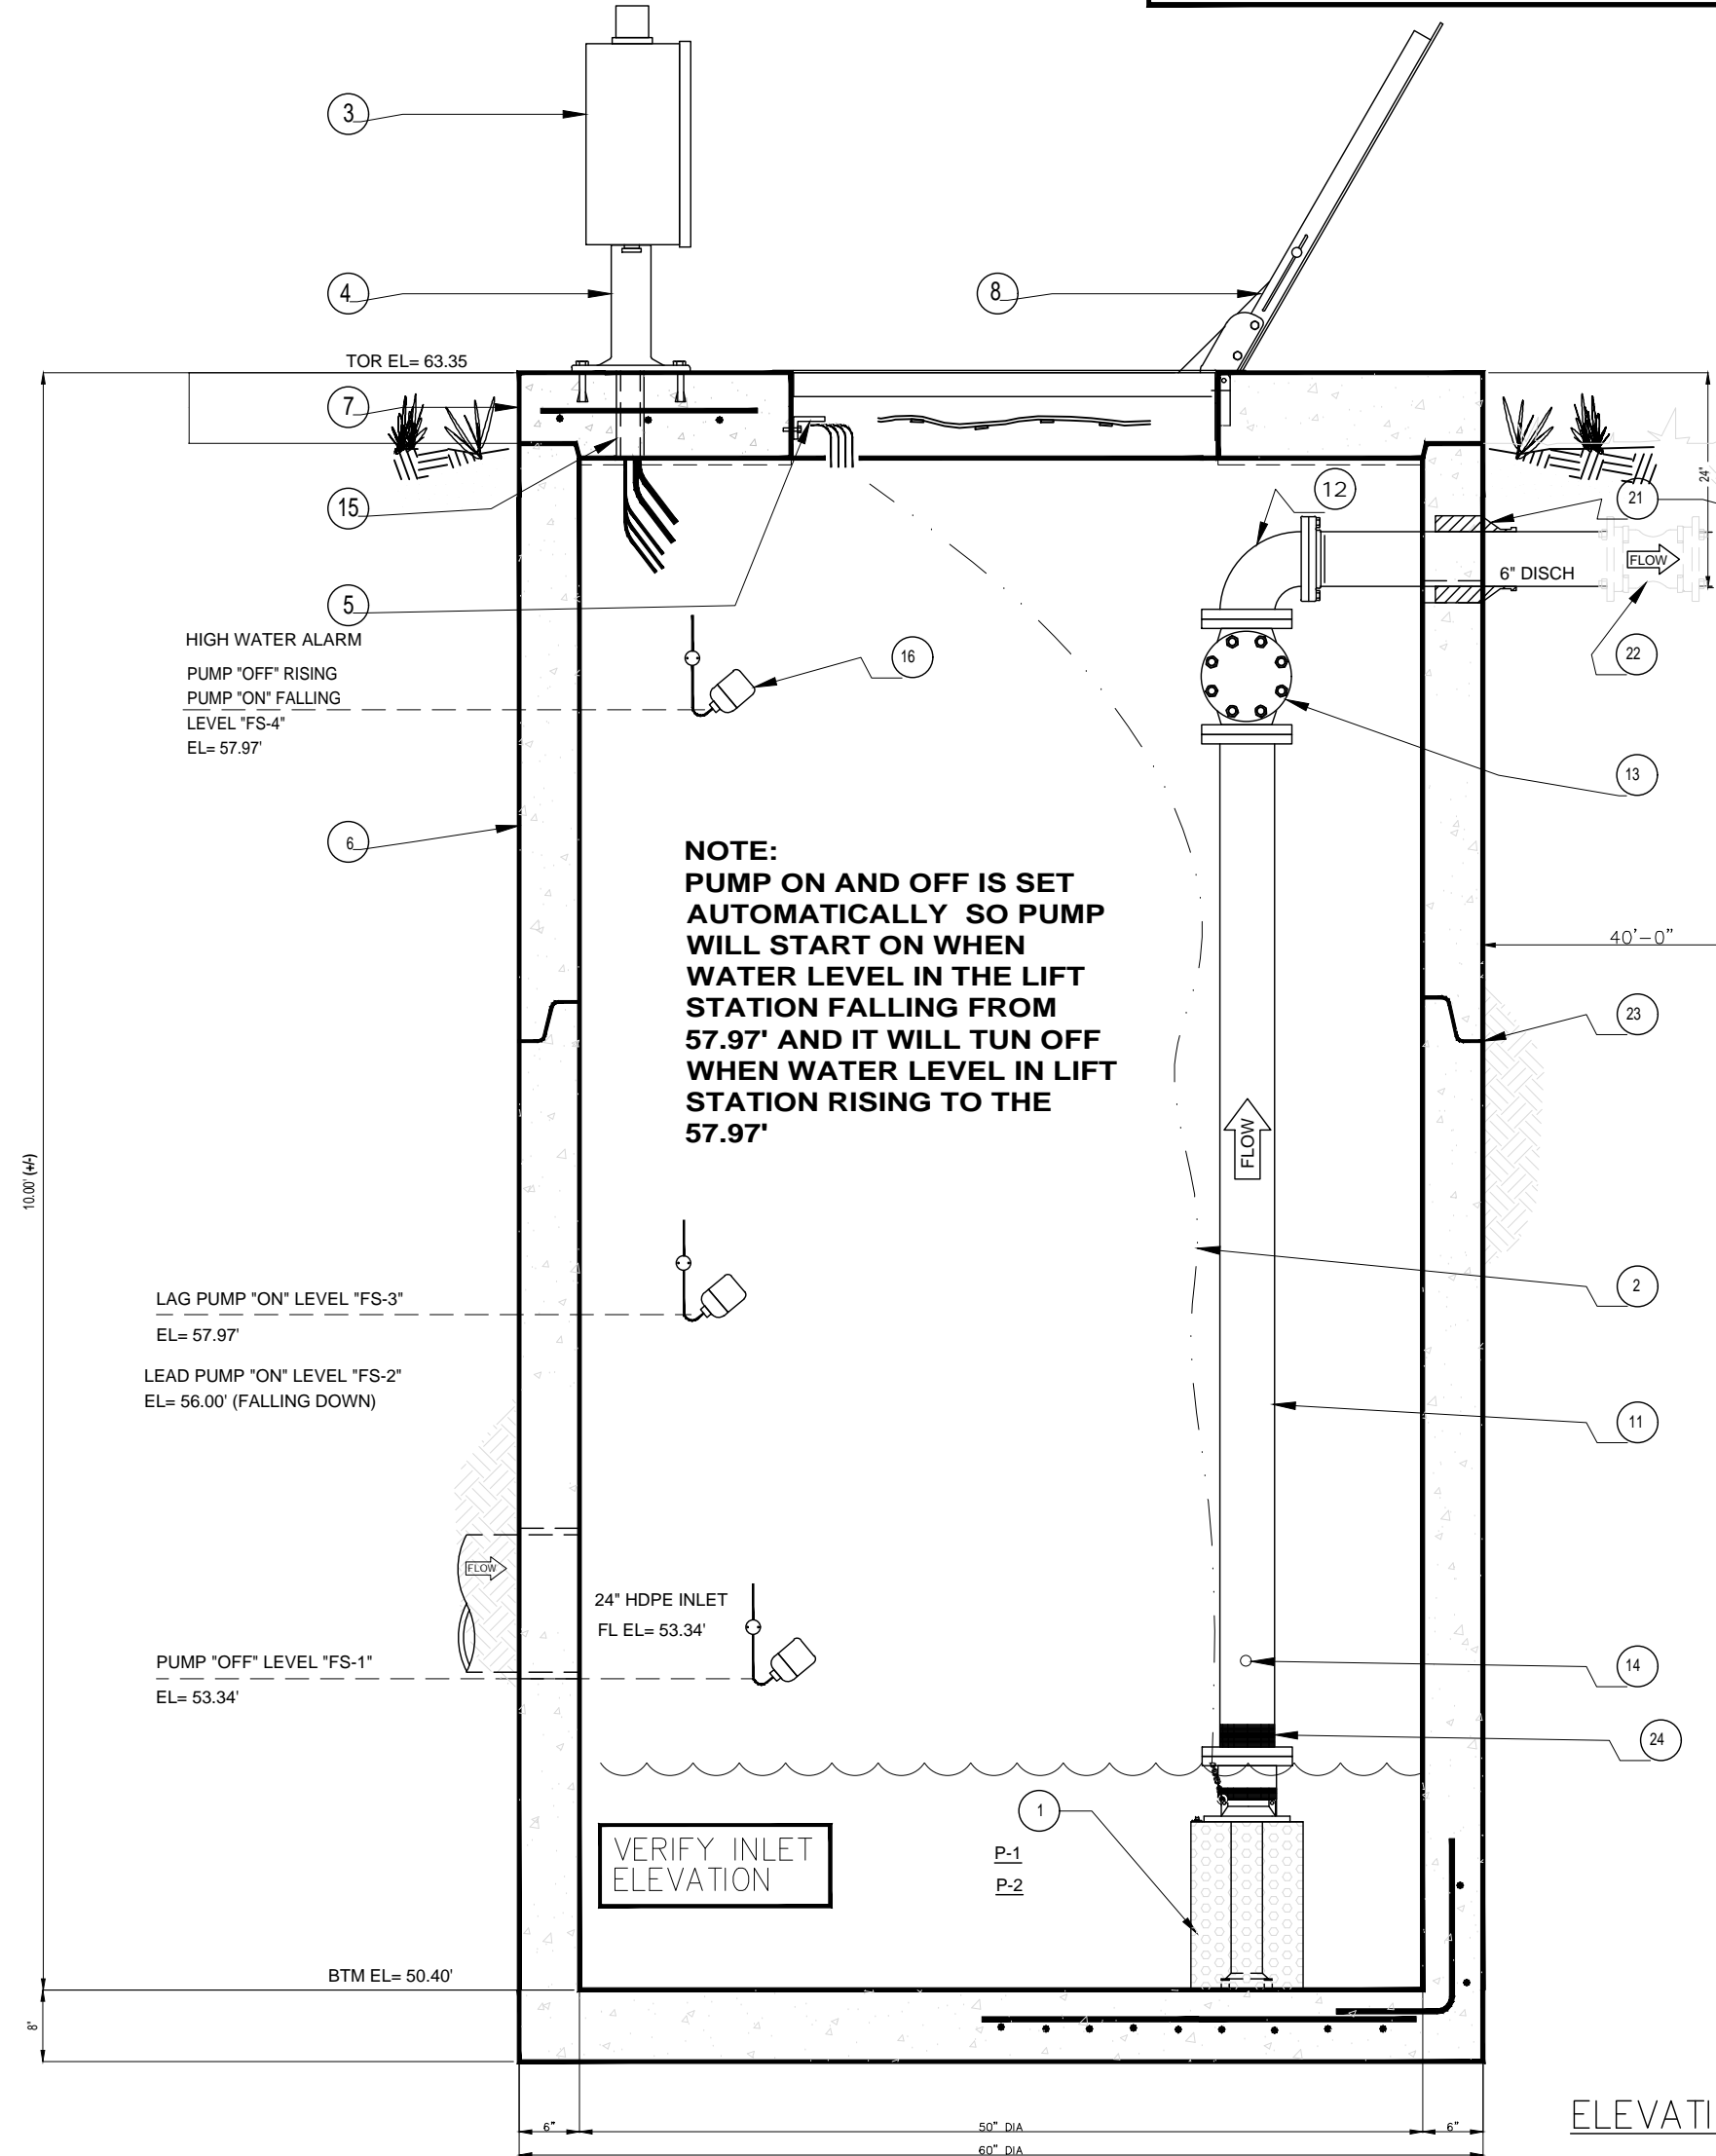 3
4
8
TOR EL= 63.35
7
15
12
21
24"
FLOW
6" DISCH
5
22
HIGH WATER ALARM
PUMP "OFF" RISING
PUMP "ON" FALLING
LEVEL "FS-4"
EL= 57.97'
16
13
6
NOTE:
PUMP ON AND OFF IS SET
AUTOMATICALLY SO PUMP
WILL START ON WHEN
WATER LEVEL IN THE LIFT
STATION FALLING FROM
57.97' AND IT WILL TUN OFF
WHEN WATER LEVEL IN LIFT
STATION RISING TO THE
57.97'
40'-0"
23
FLOW
10.00' (+/-)
2
LAG PUMP "ON" LEVEL "FS-3"
EL= 57.97'
LEAD PUMP "ON" LEVEL "FS-2"
EL= 56.00' (FALLING DOWN)
11
FLOW
24" HDPE INLET
FL EL= 53.34'
PUMP "OFF" LEVEL "FS-1"
EL= 53.34'
14
24
1
VERIFY INLET
ELEVATION
P-1
P-2
BTM EL= 50.40'
8"
6"
50" DIA
6"
60" DIA
ELEVATI